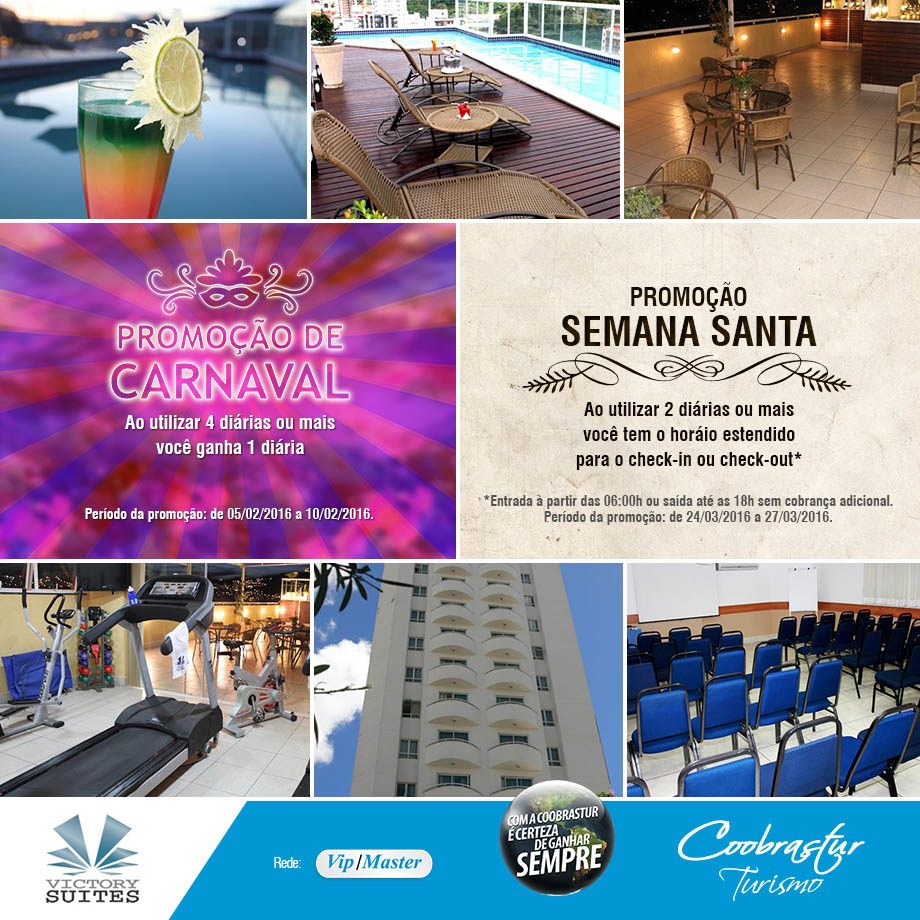 PROMOÇÃO DE
CARNAVAL
Ao utilizar 4 diárias ou mais
você ganha 1 diária
Período da promoção: de 05/02/2016 a 10/02/2016.
PROMOÇÃO
SEMANA SANTA
Ao utilizar 2 diárias ou mais
você tem o horáio estendido
para o check-in ou check-out*
*Entrada à partir das 06:00h ou saída até as 18h sem cobrança adicional.
Período da promoção: de 24/03/2016 a 27/03/2016.
VICTORY
SUITES
Rede:
Vip/Master
COM A COOBRASTUR
É CERTEZA
DE GANHAR
SEMPRE
Coobrastur
Turismo